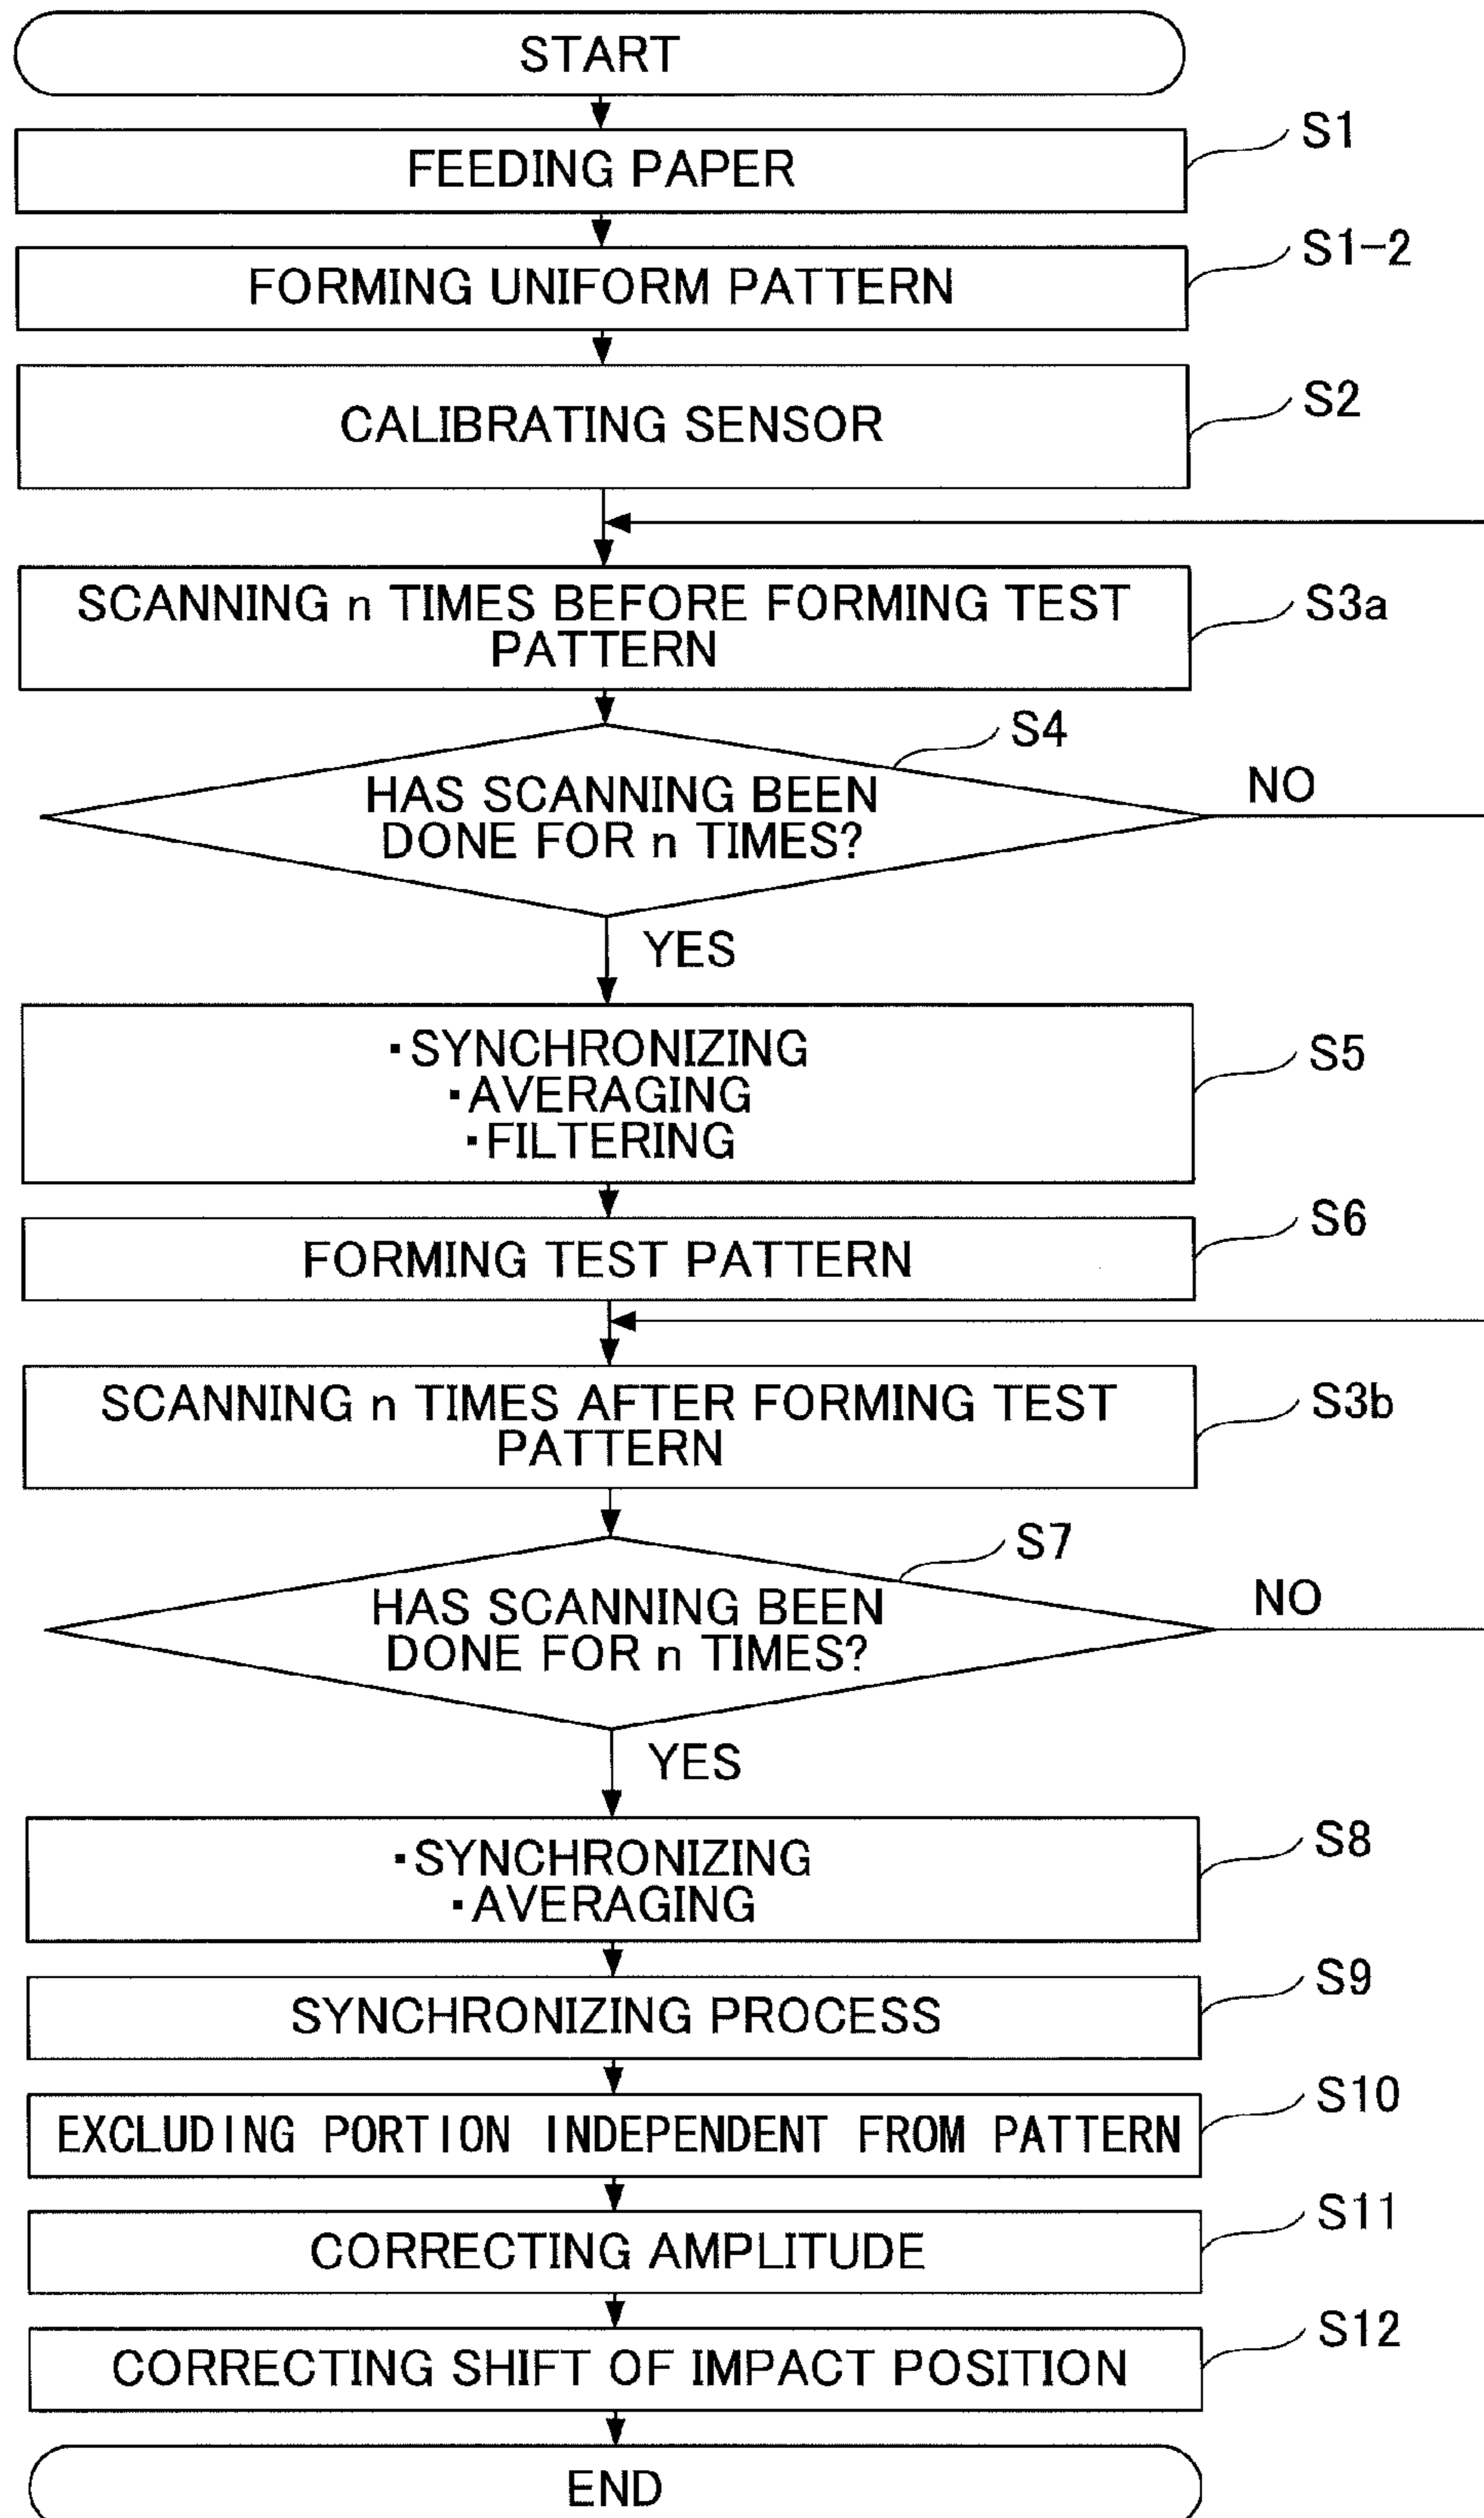 START
FEEDING PAPER
S1
FORMING UNIFORM PATTERN
S1-2
CALIBRATING SENSOR
S2
SCANNING n TIMES BEFORE FORMING TEST
PATTERN
S3a
S4
HAS SCANNING BEEN
DONE FOR n TIMES?
NO
YES
▪SYNCHRONIZING
▪AVERAGING
▪FILTERING
S5
FORMING TEST PATTERN
S6
SCANNING n TIMES AFTER FORMING TEST
PATTERN
S3b
S7
HAS SCANNING BEEN
DONE FOR n TIMES?
NO
YES
▪SYNCHRONIZING
▪AVERAGING
S8
SYNCHRONIZING PROCESS
S9
EXCLUDING PORTION INDEPENDENT FROM PATTERN
S10
CORRECTING AMPLITUDE
S11
CORRECTING SHIFT OF IMPACT POSITION
S12
END